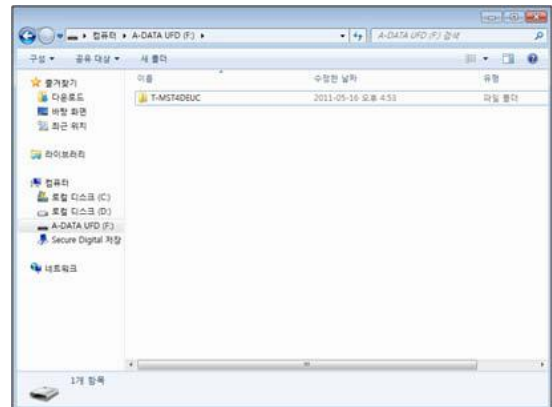 컴퓨터 ▸ A-DATA UFD (F:) ▸
A-DATA UFD (F:) 검색
구성 ▾ 공유 대상 ▾ 새 폴더
이름 수정한 날짜 유형
즐겨찾기
다운로드
바탕 화면
최근 위치
라이브러리
컴퓨터
로컬 디스크 (C:)
로컬 디스크 (D:)
A-DATA UFD (F:)
Secure Digital 저장
네트워크
T-MST4DEUC 2011-05-16 오후 4:53 파일 폴더
1개 항목